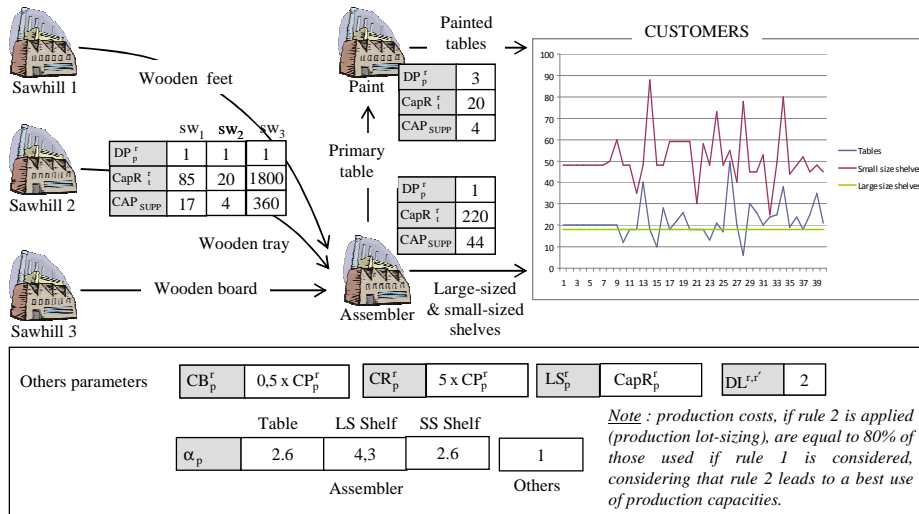 Sawhill 1
Wooden feet
sw1 sw2 sw3
DP r p 1 1 1
CapR r t 85 20 1800
CAP SUPP 17 4 360
Sawhill 2
Wooden tray
Sawhill 3
Wooden board
Assembler
Primary
table
Paint
Painted
tables
DP r p 3
CapR r t 20
CAP SUPP 4
DP r p 1
CapR r t 220
CAP SUPP 44
Large-sized
& small-sized
shelves
CUSTOMERS
100
90
80
70
60
50
40
30
20
10
0
1 3 5 7 9 11 13 15 17 19 21 23 25 27 29 31 33 35 37 39
Tables
Small size shelves
Large size shelves
Others parameters
CB r p 0,5 x CP r p
CR r p 5 x CP r p
LS r p CapR r p
DL r,r′ 2
Table LS Shelf SS Shelf
αp 2.6 4,3 2.6 1
Assembler Others
Note : production costs, if rule 2 is applied
(production lot-sizing), are equal to 80% of
those used if rule 1 is considered,
considering that rule 2 leads to a best use
of production capacities.